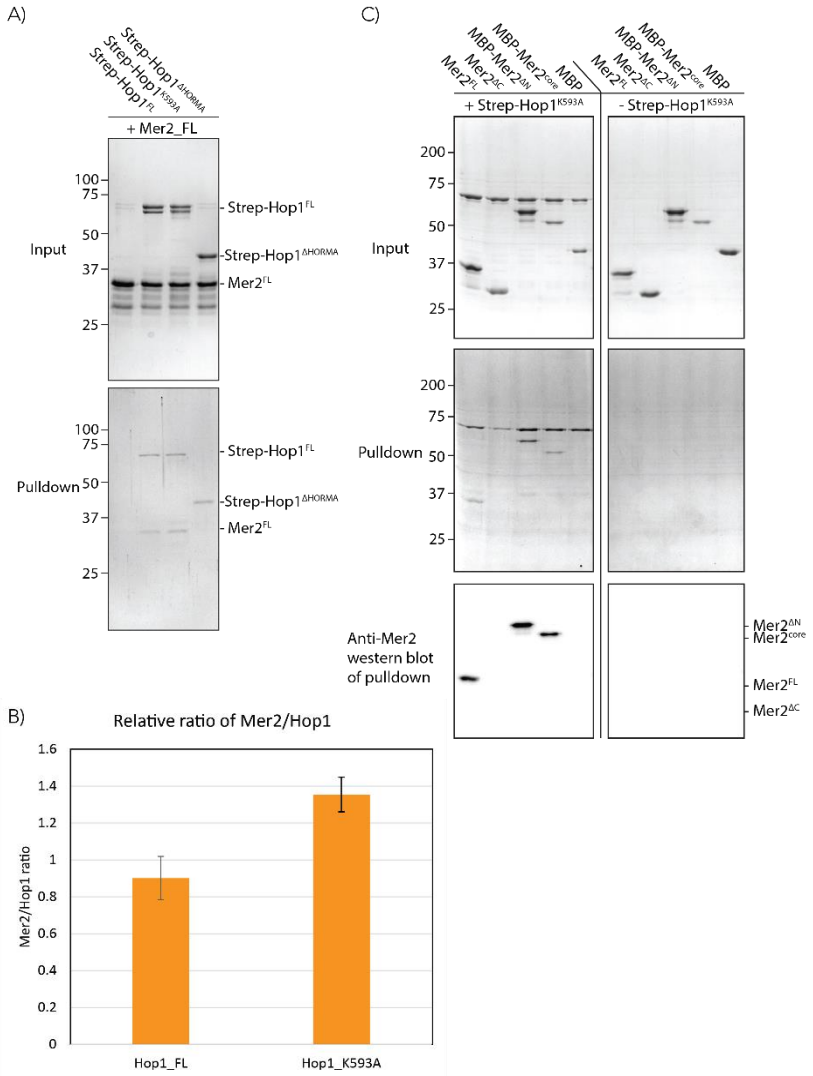 A)
Strep-Hop1ᶠᴸ
Strep-Hop1ᴷ⁵⁹³ᴬ
Strep-Hop1ΔHORMA
+ Mer2_FL
100
75
50
37
25
Input
Strep-Hop1FL
Strep-Hop1ΔHORMA
Mer2FL
100
75
50
37
25
Pulldown
Strep-Hop1FL
Strep-Hop1ΔHORMA
Mer2FL
B)
Relative ratio of Mer2/Hop1
Mer2/Hop1 ratio
1.6
1.4
1.2
1
0.8
0.6
0.4
0.2
0
Hop1_FL
Hop1_K593A
C)
Mer2FL
Mer2ΔC
MBP-Mer2ΔN
MBP-Mer2core
MBP
Mer2FL
Mer2ΔC
MBP-Mer2ΔN
MBP-Mer2core
MBP
+ Strep-Hop1K593A
- Strep-Hop1K593A
200
75
50
37
25
Input
200
75
50
37
25
Pulldown
Anti-Mer2
western blot
of pulldown
Mer2ΔN
Mer2core
Mer2FL
Mer2ΔC